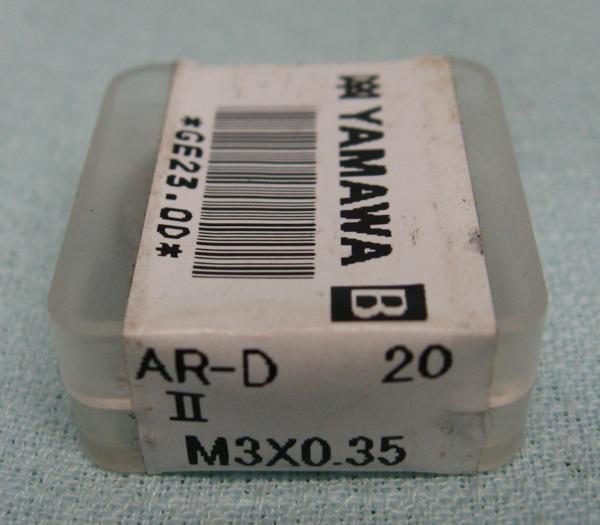 YAMAWA
B
*GE23.0D*
AR-D 20
II
M3X0.35